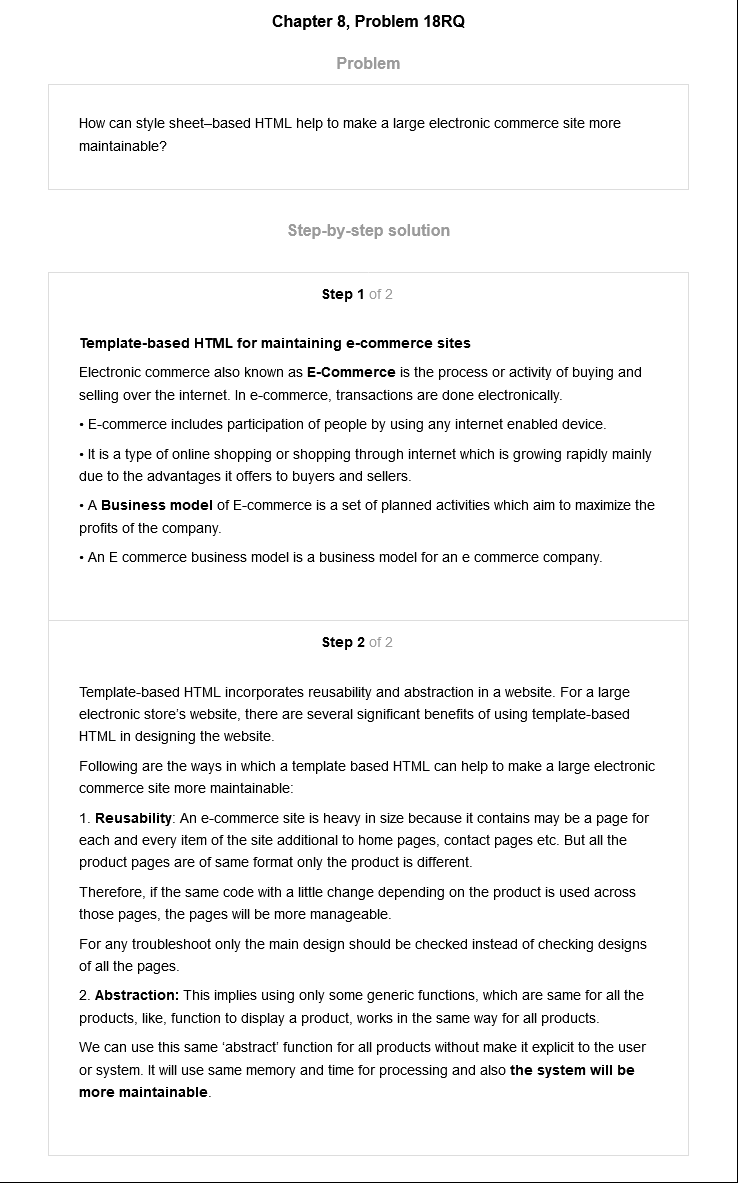 Chapter 8, Problem 18RQ
Problem
How can style sheet–based HTML help to make a large electronic commerce site more
maintainable?
Step-by-step solution
Step 1 of 2
Template-based HTML for maintaining e-commerce sites
Electronic commerce also known as E-Commerce is the process or activity of buying and
selling over the internet. In e-commerce, transactions are done electronically.
• E-commerce includes participation of people by using any internet enabled device.
• It is a type of online shopping or shopping through internet which is growing rapidly mainly
due to the advantages it offers to buyers and sellers.
• A Business model of E-commerce is a set of planned activities which aim to maximize the
profits of the company.
• An E commerce business model is a business model for an e commerce company.
Step 2 of 2
Template-based HTML incorporates reusability and abstraction in a website. For a large
electronic store's website, there are several significant benefits of using template-based
HTML in designing the website.
Following are the ways in which a template based HTML can help to make a large electronic
commerce site more maintainable:
1. Reusability: An e-commerce site is heavy in size because it contains may be a page for
each and every item of the site additional to home pages, contact pages etc. But all the
product pages are of same format only the product is different.
Therefore, if the same code with a little change depending on the product is used across
those pages, the pages will be more manageable.
For any troubleshoot only the main design should be checked instead of checking designs
of all the pages.
2. Abstraction: This implies using only some generic functions, which are same for all the
products, like, function to display a product, works in the same way for all products.
We can use this same 'abstract' function for all products without make it explicit to the user
or system. It will use same memory and time for processing and also the system will be
more maintainable.